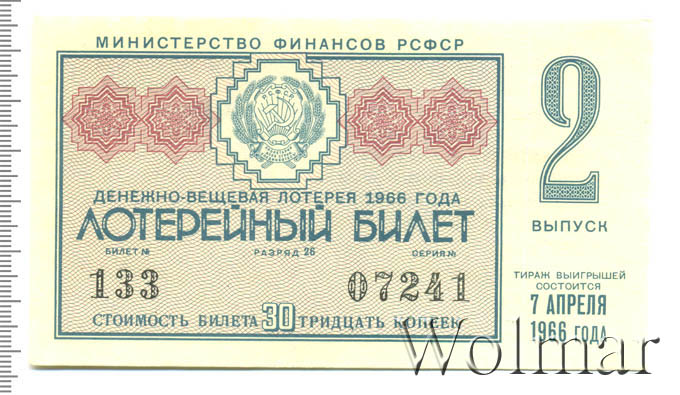 МИНИСТЕРСТВО ФИНАНСОВ РСФСР
ДЕНЕЖНО-ВЕЩЕВАЯ ЛОТЕРЕЯ 1966 ГОДА
ЛОТЕРЕЙНЫЙ БИЛЕТ
БИЛЕТ № РАЗРЯД 26 СЕРИЯ №
133 07241
СТОИМОСТЬ БИЛЕТА 30 ТРИДЦАТЬ КОПЕЕК
2
ВЫПУСК
ТИРАЖ ВЫИГРЫШЕЙ
СОСТОИТСЯ
7 АПРЕЛЯ
1966 ГОДА
Wolmar